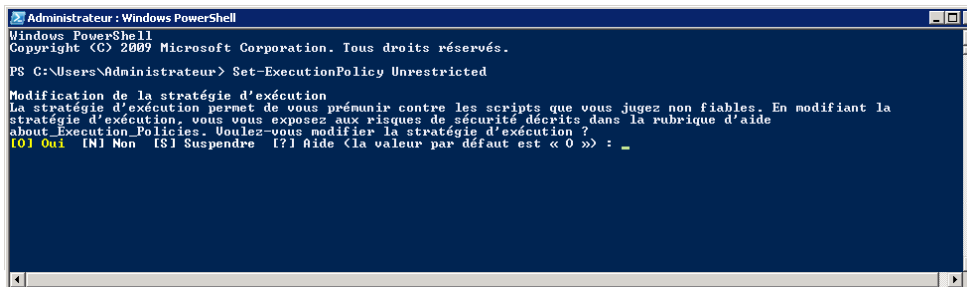 Administrateur : Windows PowerShell
Windows PowerShell
Copyright (C) 2009 Microsoft Corporation. Tous droits réservés.
PS C:\Users\Administrateur> Set-ExecutionPolicy Unrestricted
Modification de la stratégie d'exécution
La stratégie d'exécution permet de vous prémunir contre les scripts que vous jugez non fiables. En modifiant la
stratégie d'exécution, vous vous exposez aux risques de sécurité décrits dans la rubrique d'aide
about_Execution_Policies. Voulez-vous modifier la stratégie d'exécution ?
[O] Oui  [N] Non  [S] Suspendre  [?] Aide (la valeur par défaut est « O ») : _